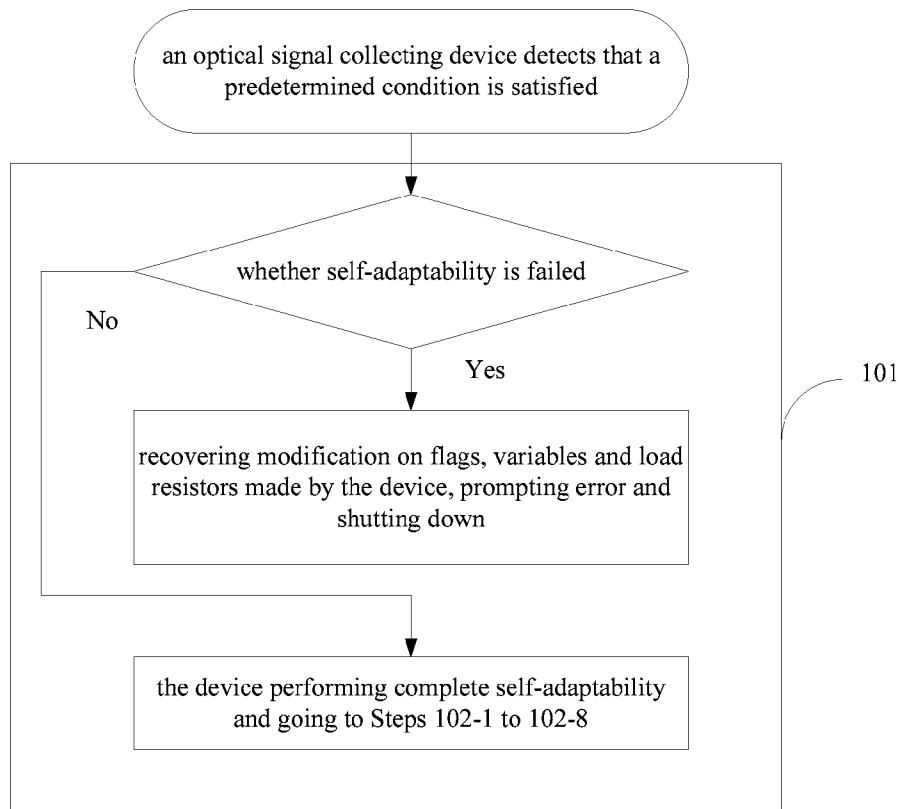 an optical signal collecting device detects that a
predetermined condition is satisfied
whether self-adaptability is failed
No
Yes
101
recovering modification on flags, variables and load
resistors made by the device, prompting error and
shutting down
the device performing complete self-adaptability
and going to Steps 102-1 to 102-8